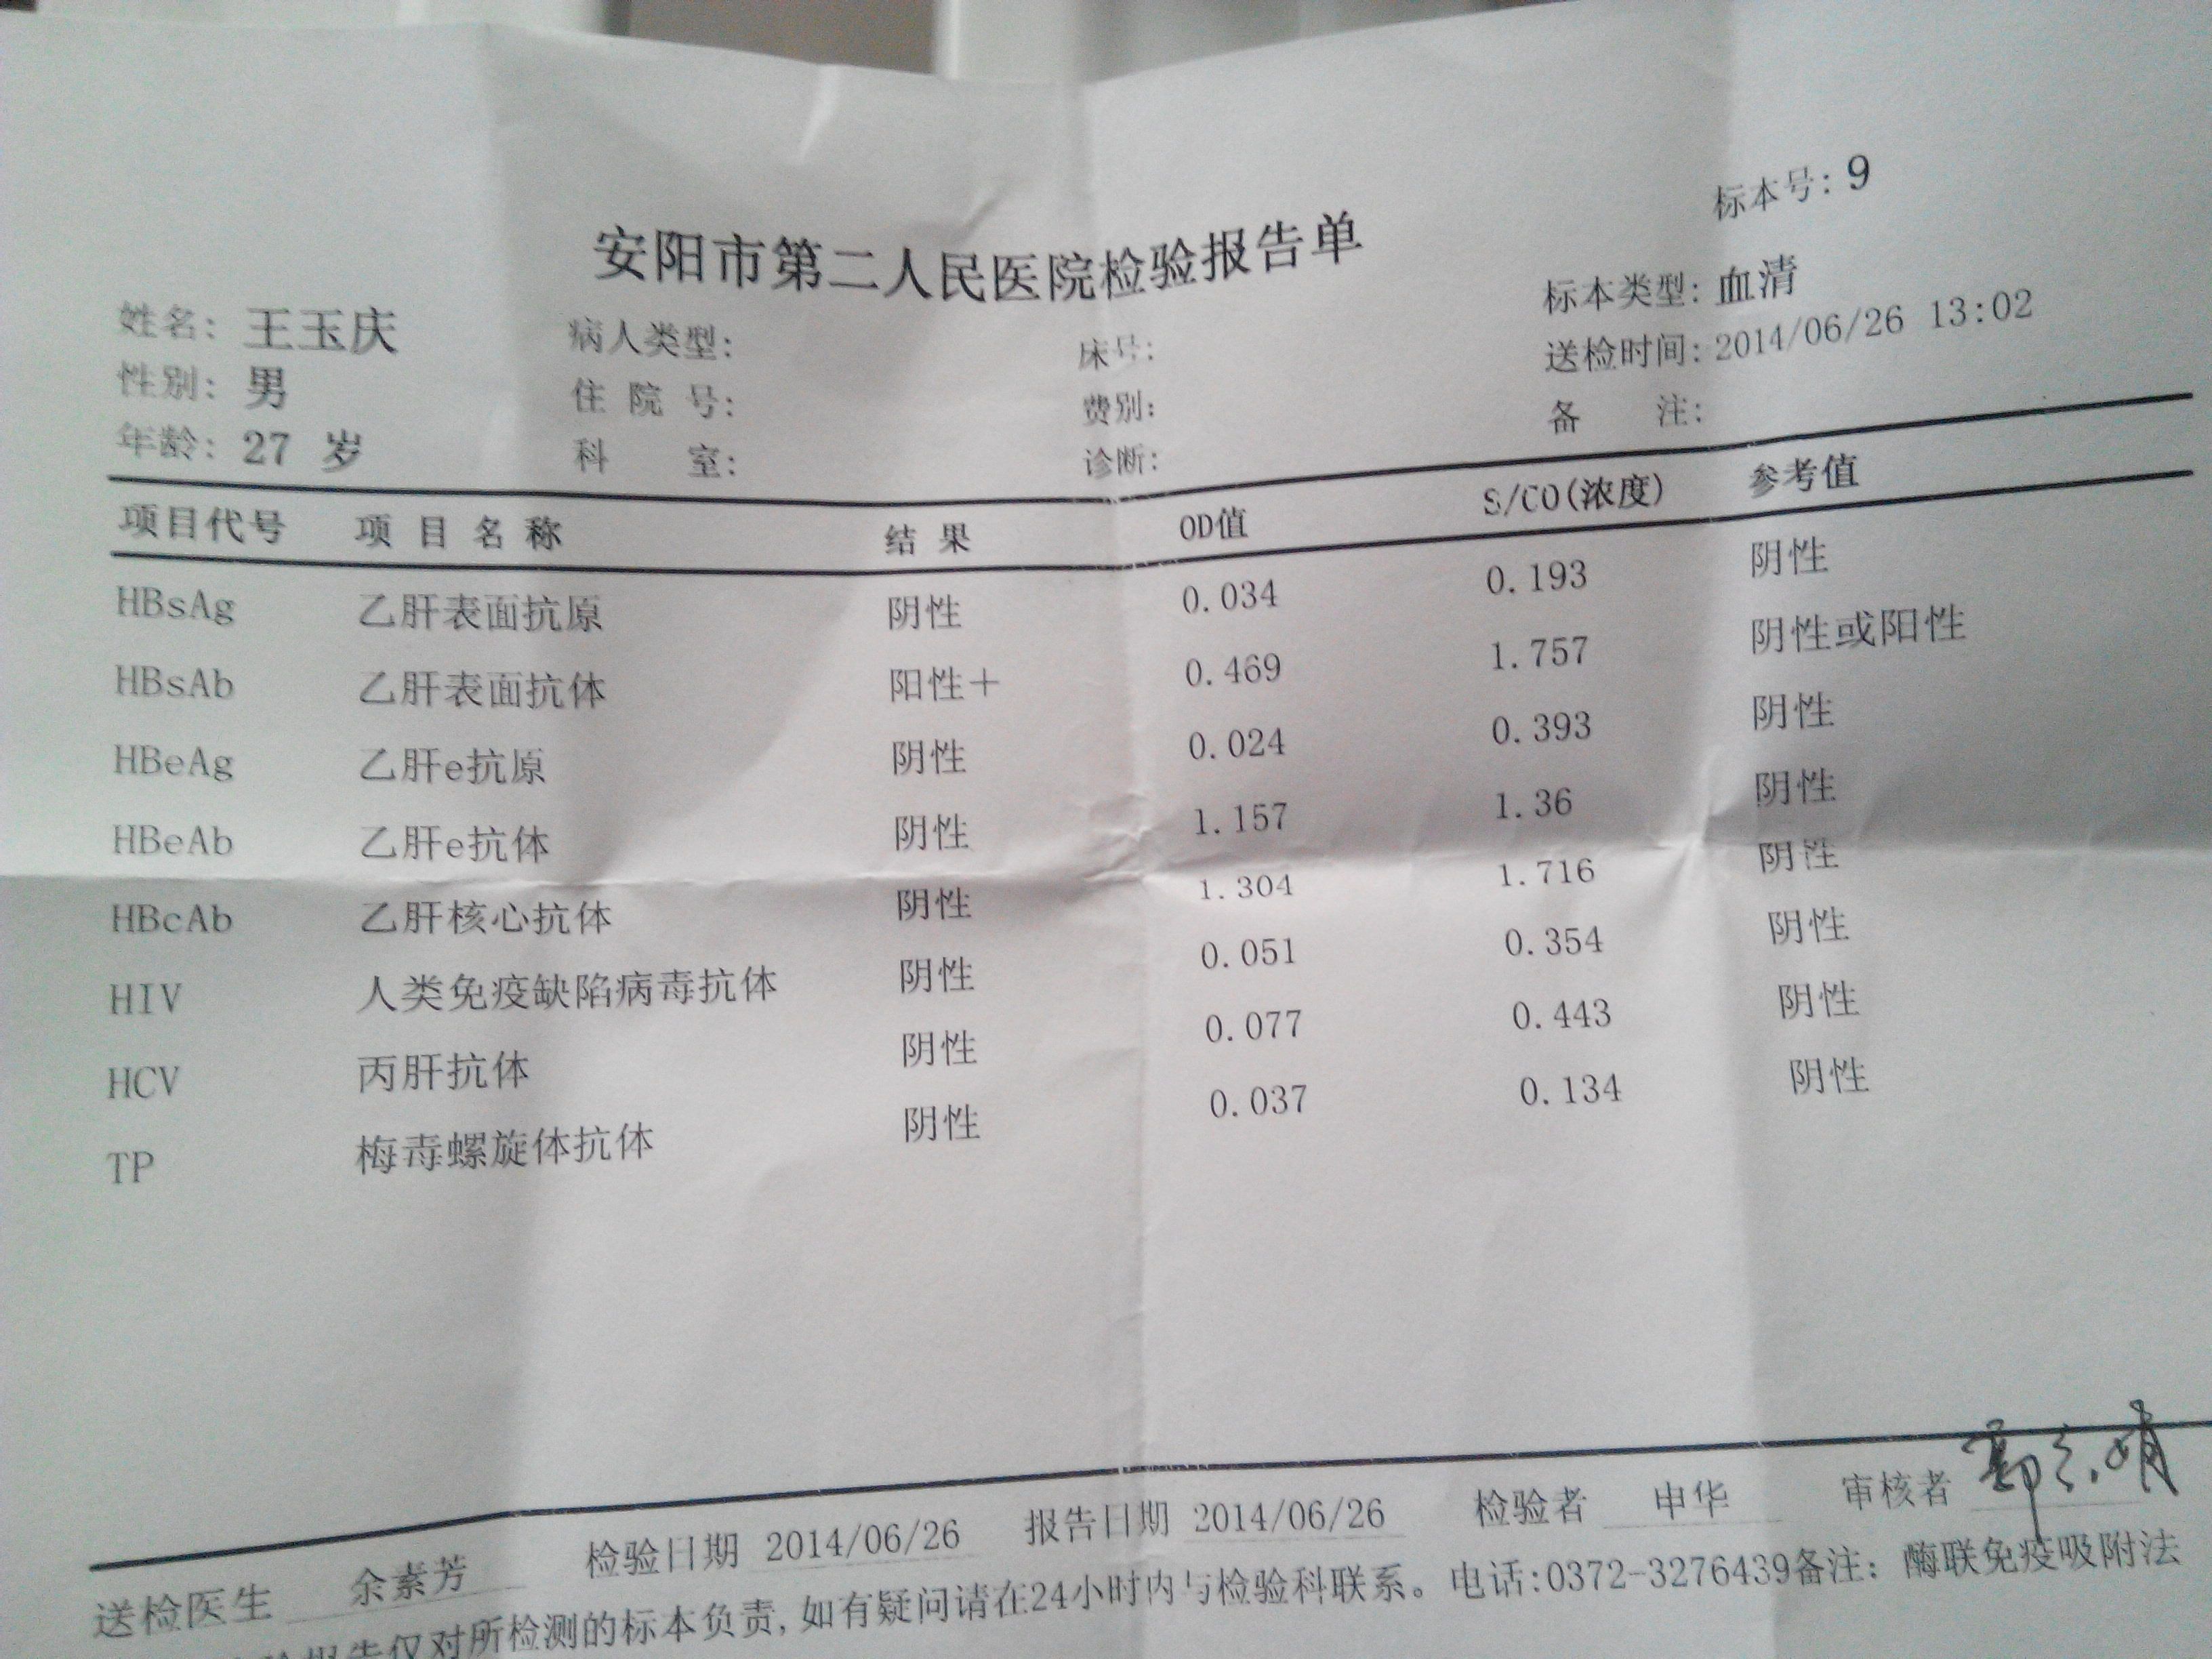 标本号: 9
安阳市第二人民医院检验报告单
姓名: 王玉庆 病人类型: 床号: 标本类型: 血清
性别: 男 住院号: 费别: 送检时间: 2014/06/26 13:02
年龄: 27 岁 科室: 诊断: 备注:
项目代号 项目名称 结果 OD值 S/CO(浓度) 参考值
HBsAg 乙肝表面抗原 阴性 0.034 0.193 阴性
HBsAb 乙肝表面抗体 阳性+ 0.469 1.757 阴性或阳性
HBeAg 乙肝e抗原 阴性 0.024 0.393 阴性
HBeAb 乙肝e抗体 阴性 1.157 1.36 阴性
HBcAb 乙肝核心抗体 阴性 1.304 1.716 阴性
HIV 人类免疫缺陷病毒抗体 阴性 0.051 0.354 阴性
HCV 丙肝抗体 阴性 0.077 0.443 阴性
TP 梅毒螺旋体抗体 阴性 0.037 0.134 阴性
送检医生 余素芳 检验日期 2014/06/26 报告日期 2014/06/26 检验者 申华 审核者
验报告仅对所检测的标本负责,如有疑问请在24小时内与检验科联系。电话:0372-3276439备注: 酶联免疫吸附法